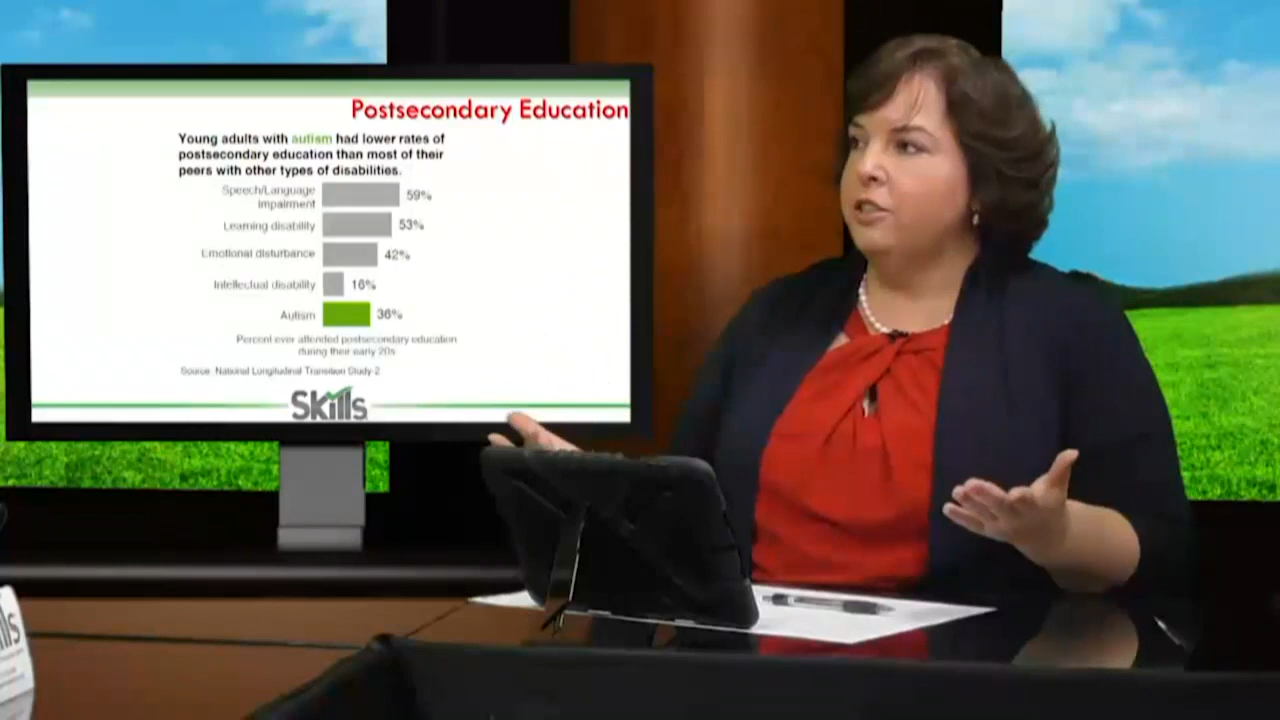 Postsecondary Education
Young adults with autism had lower rates of
postsecondary education than most of their
peers with other types of disabilities.
Speech/Language
Impairment
59%
Learning disability
53%
Emotional disturbance
42%
Intellectual disability
16%
Autism
36%
Percent ever attended postsecondary education
during their early 20s
Source: National Longitudinal Transition Study-2
Skills
lls